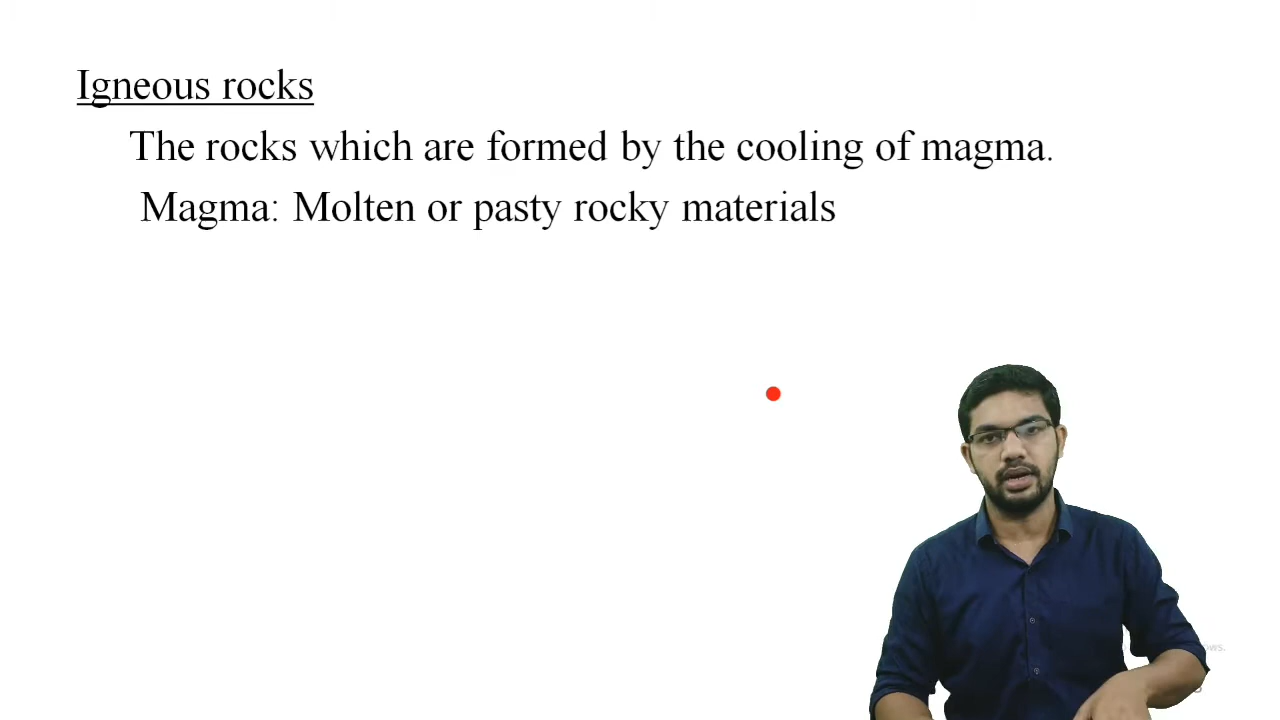 Igneous rocks
The rocks which are formed by the cooling of magma.
Magma: Molten or pasty rocky materials